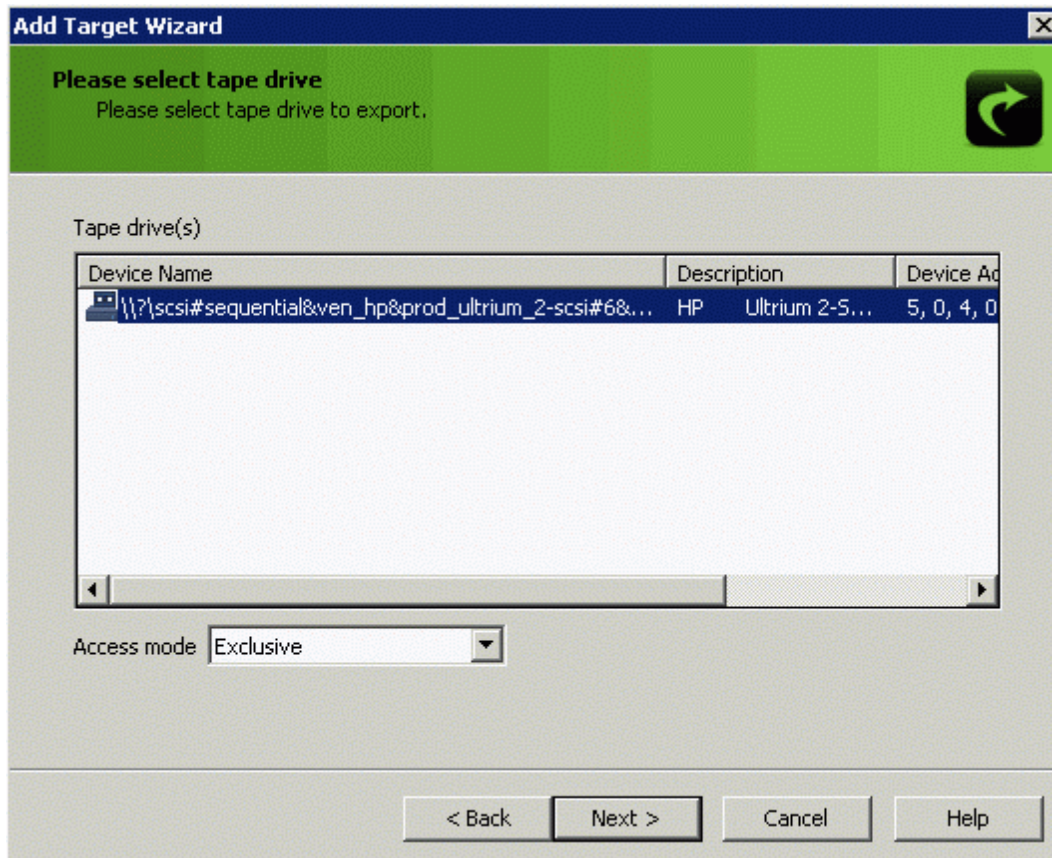 Add Target Wizard
Please select tape drive
Please select tape drive to export.
Tape drive(s)
Device Name Description Device Ad
\\?\scsi#sequential&ven_hp&prod_ultrium_2-scsi#6&... HP Ultrium 2-S... 5, 0, 4, 0
Access mode Exclusive
< Back Next > Cancel Help